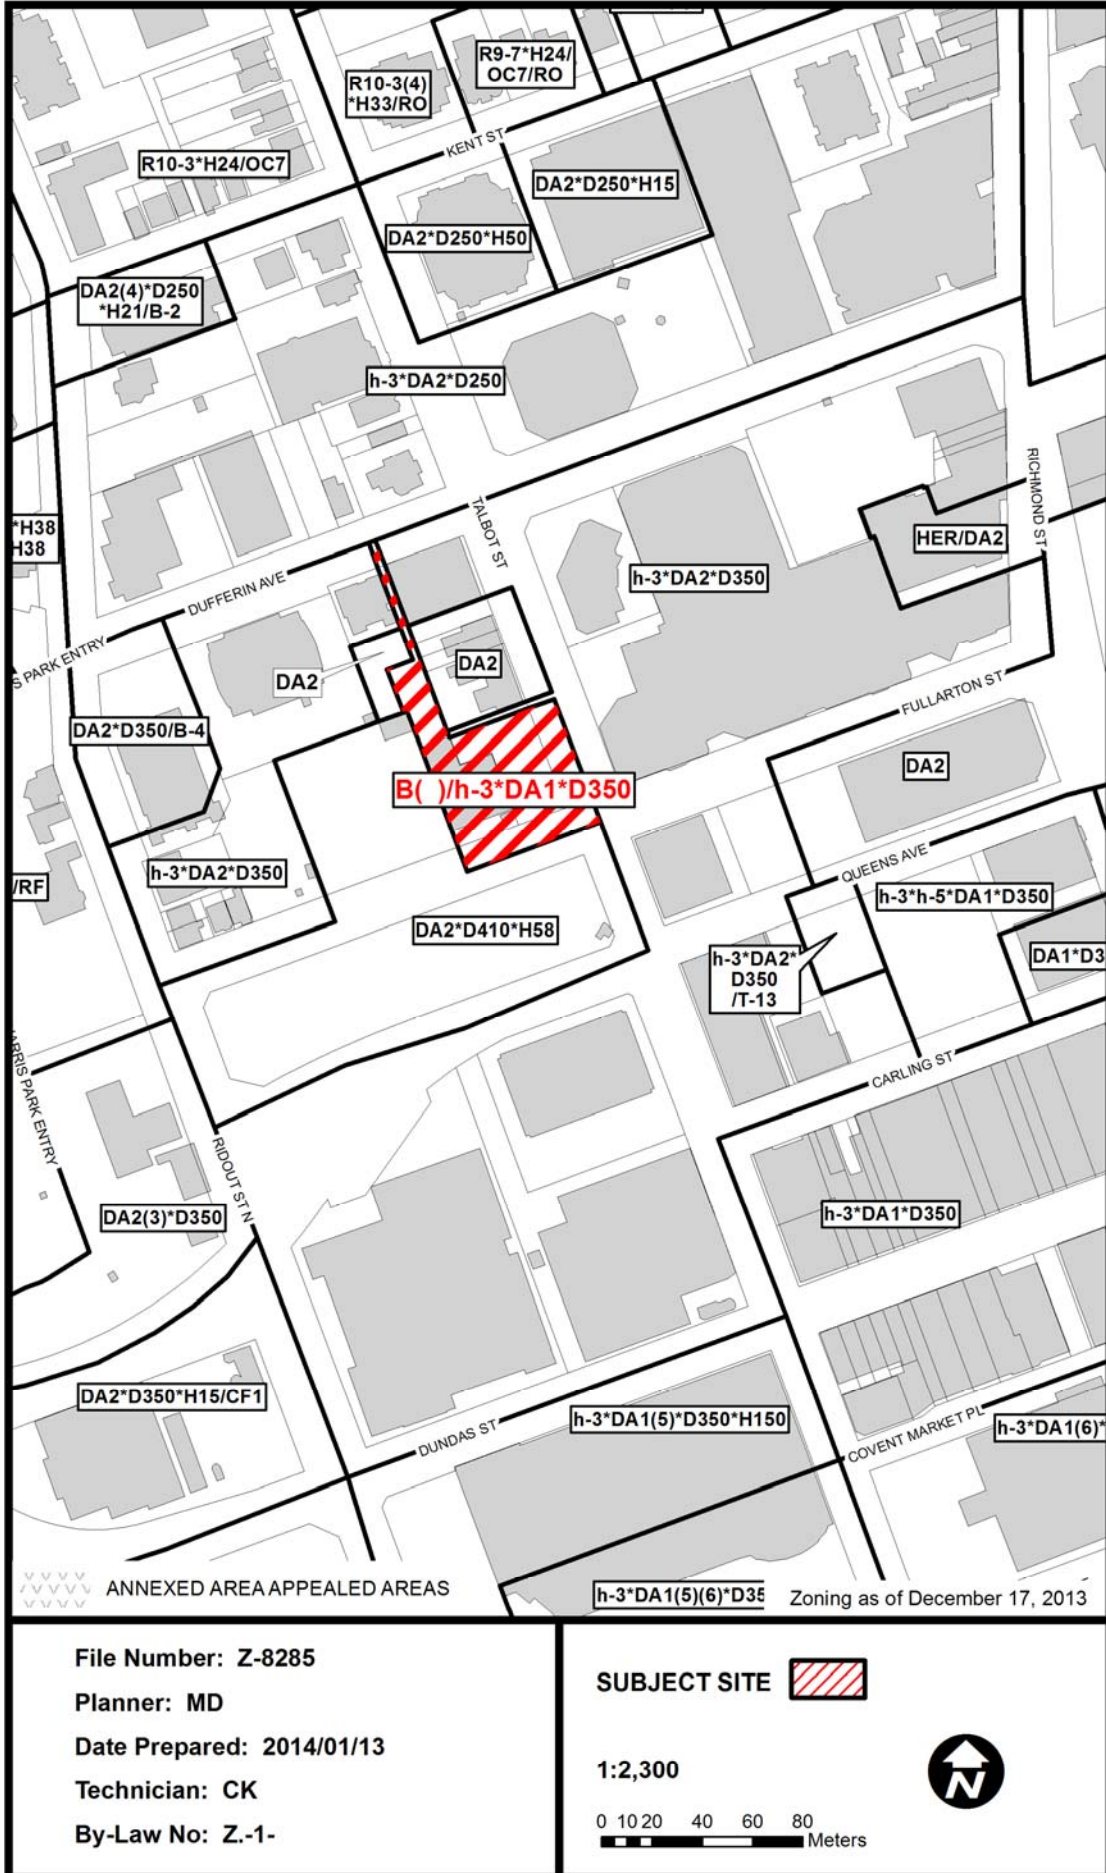 R9-7*H24/
OC7/RO
R10-3(4)
*H33/RO
KENT ST
R10-3*H24/OC7
DA2*D250*H15
DA2*D250*H50
DA2(4)*D250
*H21/B-2
h-3*DA2*D250
RICHMOND ST
TALBOT ST
*H38
H38
HER/DA2
h-3*DA2*D350
DUFFERIN AVE
S PARK ENTRY
DA2
DA2
FULLARTON ST
DA2*D350/B-4
DA2
B( )/h-3*DA1*D350
QUEENS AVE
h-3*DA2*D350
/RF
h-3*h-5*DA1*D350
DA2*D410*H58
h-3*DA2*
D350
/T-13
DA1*D3
ARRIS PARK ENTRY
CARLING ST
RIDOUT ST N
DA2(3)*D350
h-3*DA1*D350
DA2*D350*H15/CF1
h-3*DA1(5)*D350*H150
DUNDAS ST
COVENT MARKET PL
h-3*DA1(6)*
ANNEXED AREA APPEALED AREAS
h-3*DA1(5)(6)*D35
Zoning as of December 17, 2013
File Number: Z-8285
Planner: MD
Date Prepared: 2014/01/13
Technician: CK
By-Law No: Z.-1-
SUBJECT SITE
1:2,300
N
0 10 20 40 60 80
Meters